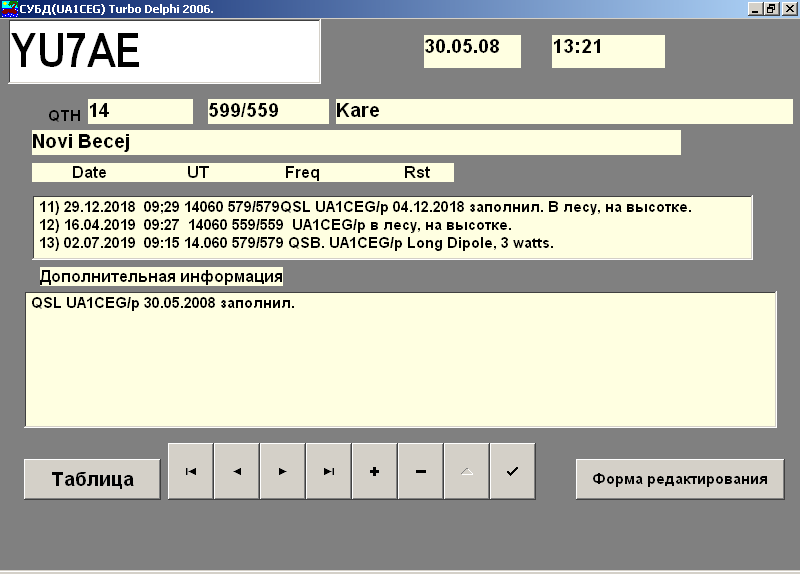 СУБД(UA1CEG) Turbo Delphi 2006.
YU7AE
30.05.08 13:21
QTH 14 599/559 Kare
Novi Becej
Date UT Freq Rst
11) 29.12.2018 09;29 14060 579/579QSL UA1CEG/p 04.12.2018 заполнил. В лесу, на высотке.
12) 16.04.2019 09:27 14060 559/559 UA1CEG/p в лесу, на высотке.
13) 02.07.2019 09:15 14.060 579/579 QSB. UA1CEG/p Long Dipole, 3 watts.
Дополнительная информация
QSL UA1CEG/p 30.05.2008 заполнил.
Таблица
Форма редактирования